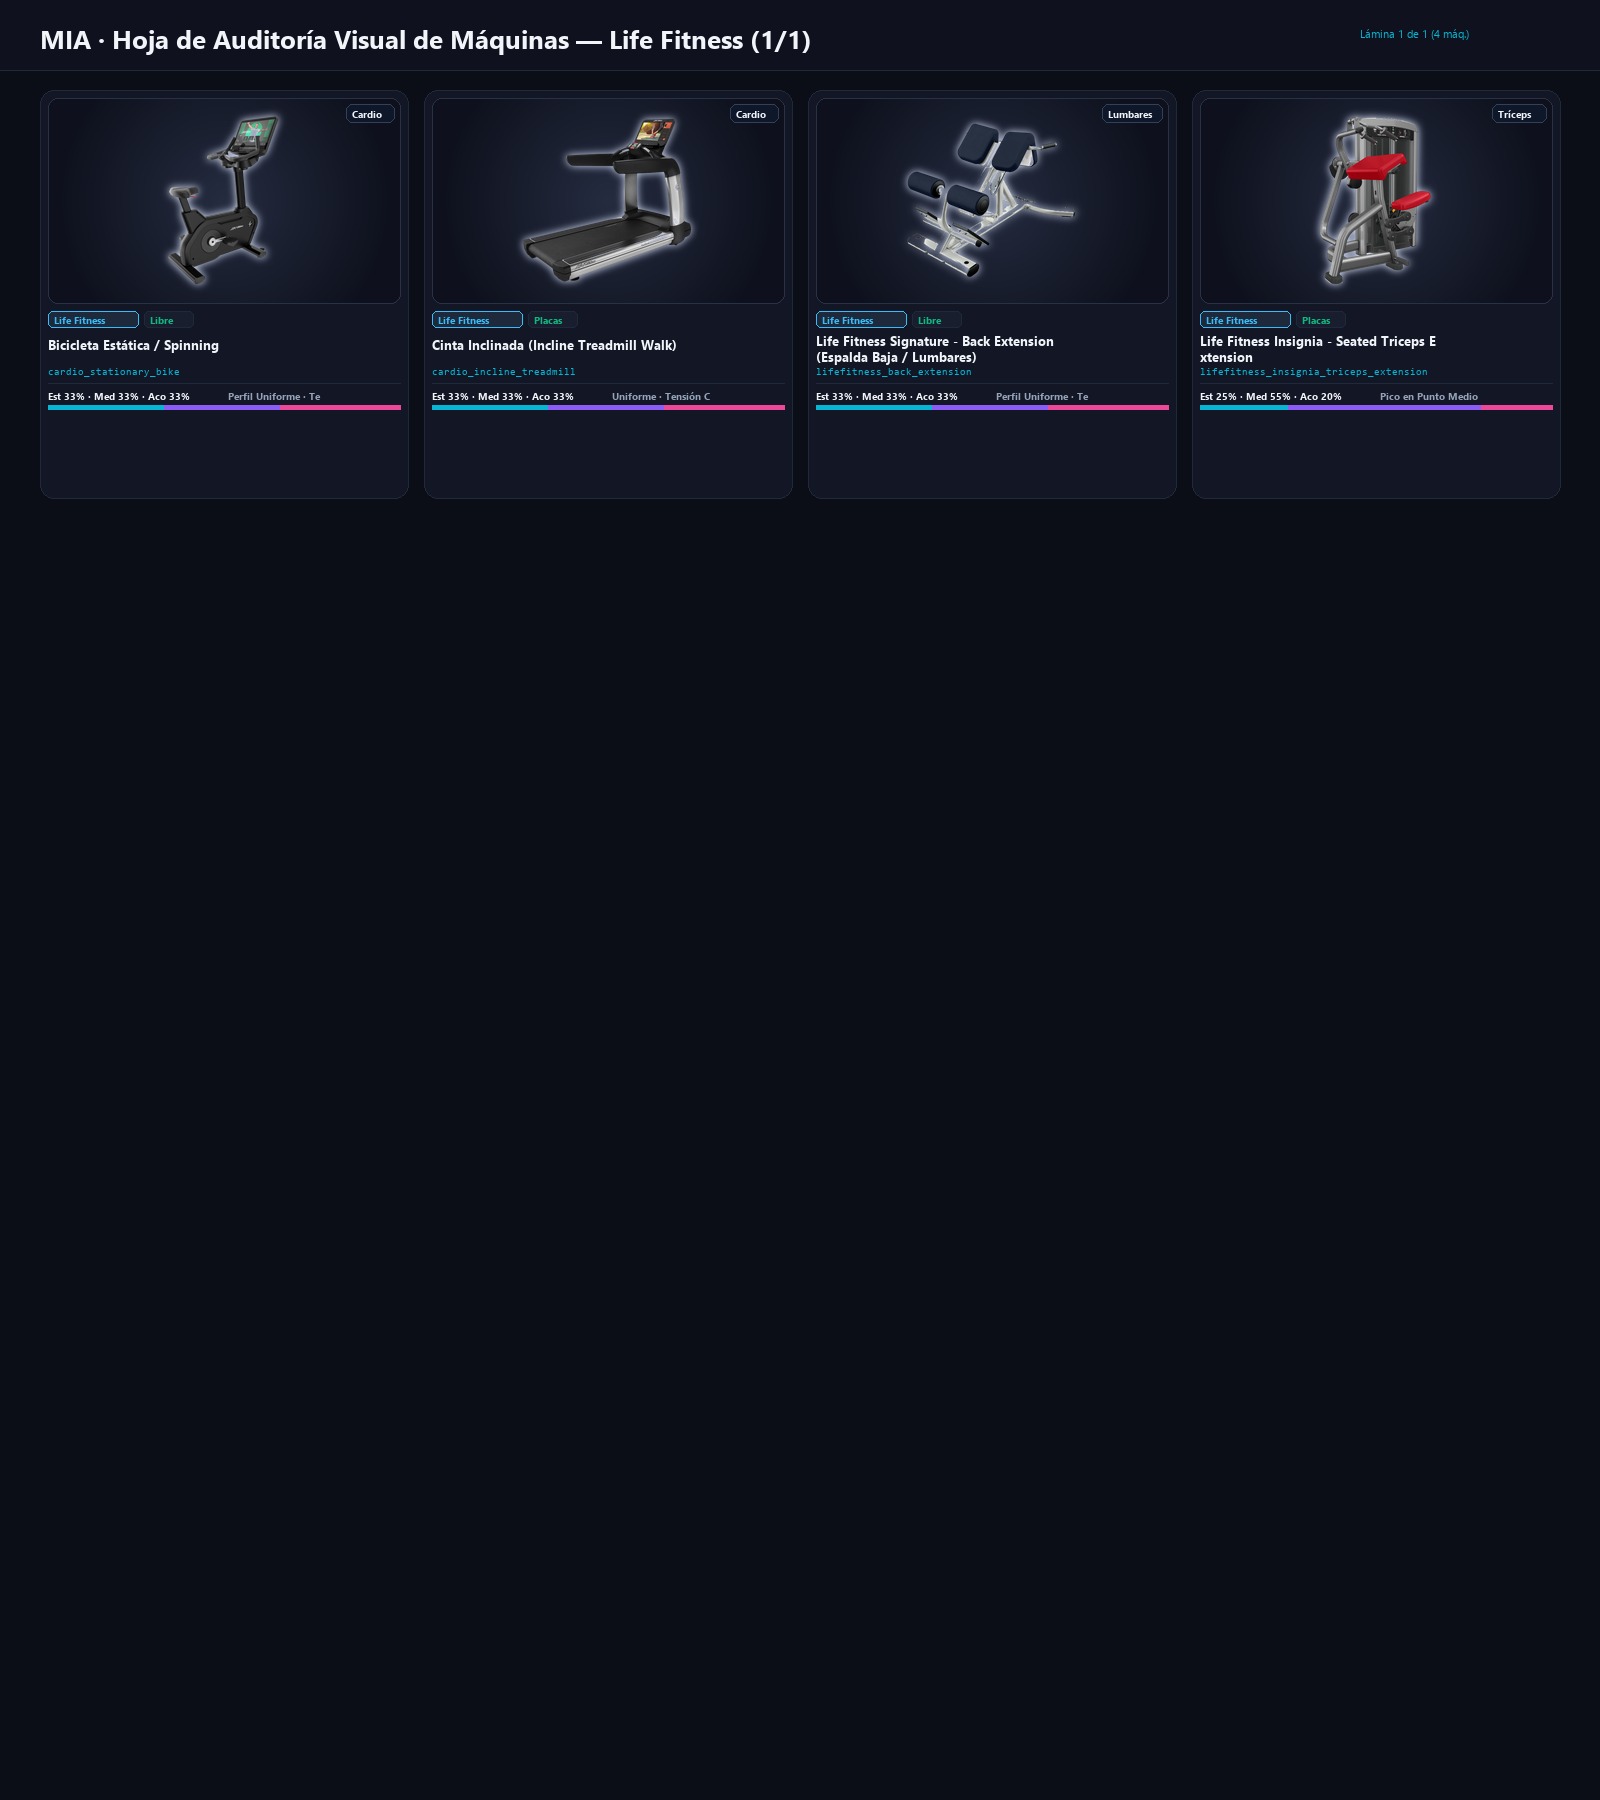 MIA · Hoja de Auditoría Visual de Máquinas — Life Fitness (1/1)
Lámina 1 de 1 (4 máq.)
Cardio
Life Fitness
Libre
Bicicleta Estática / Spinning
cardio_stationary_bike
Est 33% · Med 33% · Aco 33%
Perfil Uniforme · Te
Cardio
Life Fitness
Placas
Cinta Inclinada (Incline Treadmill Walk)
cardio_incline_treadmill
Est 33% · Med 33% · Aco 33%
Uniforme · Tensión C
Lumbares
Life Fitness
Libre
Life Fitness Signature - Back Extension
(Espalda Baja / Lumbares)
lifefitness_back_extension
Est 33% · Med 33% · Aco 33%
Perfil Uniforme · Te
Tríceps
Life Fitness
Placas
Life Fitness Insignia - Seated Triceps E
xtension
lifefitness_insignia_triceps_extension
Est 25% · Med 55% · Aco 20%
Pico en Punto Medio